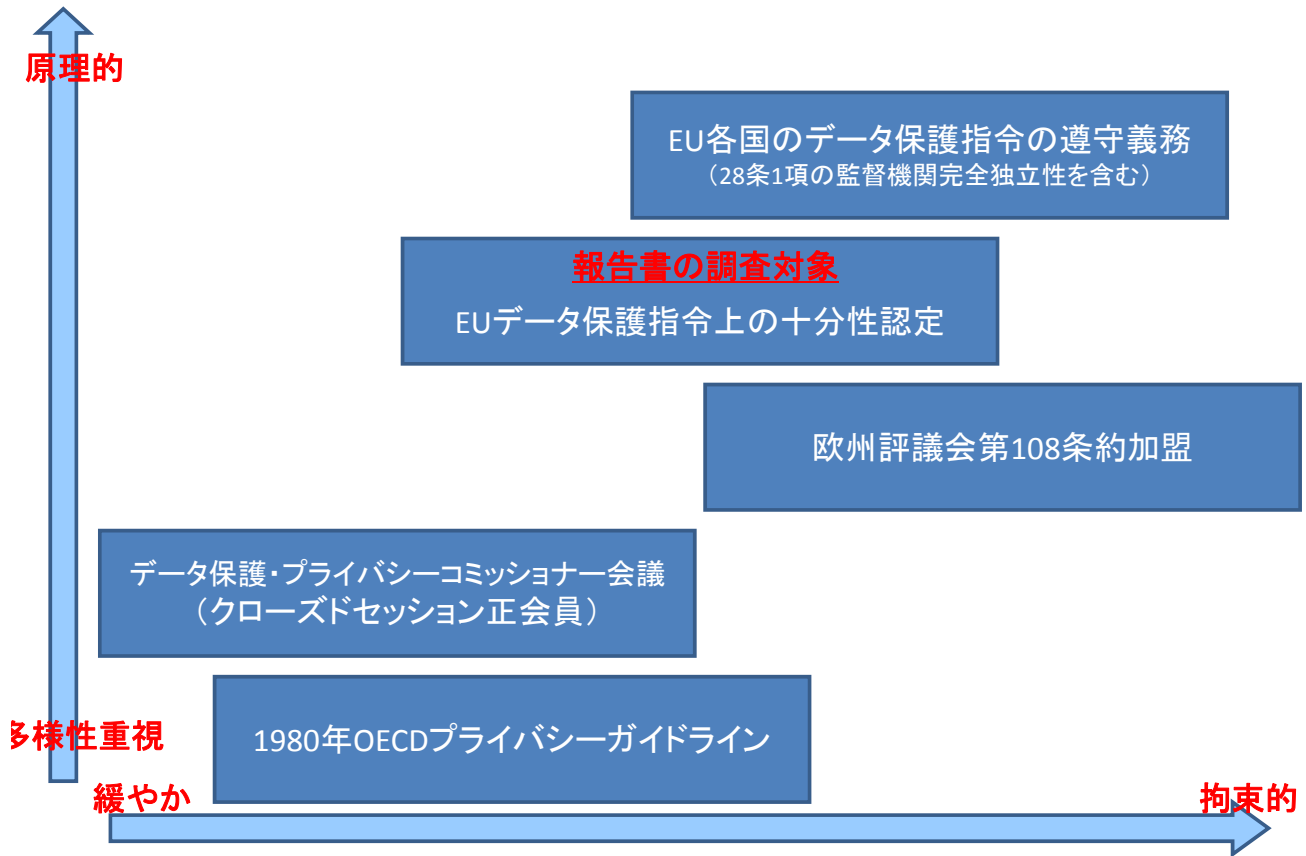 原理的
EU各国のデータ保護指令の遵守義務
(28条1項の監督機関完全独立性を含む)
報告書の調査対象
EUデータ保護指令上の十分性認定
欧州評議会第108条約加盟
データ保護・プライバシーコミッショナー会議
(クローズドセッション正会員)
多様性重視
1980年OECDプライバシーガイドライン
緩やか
拘束的